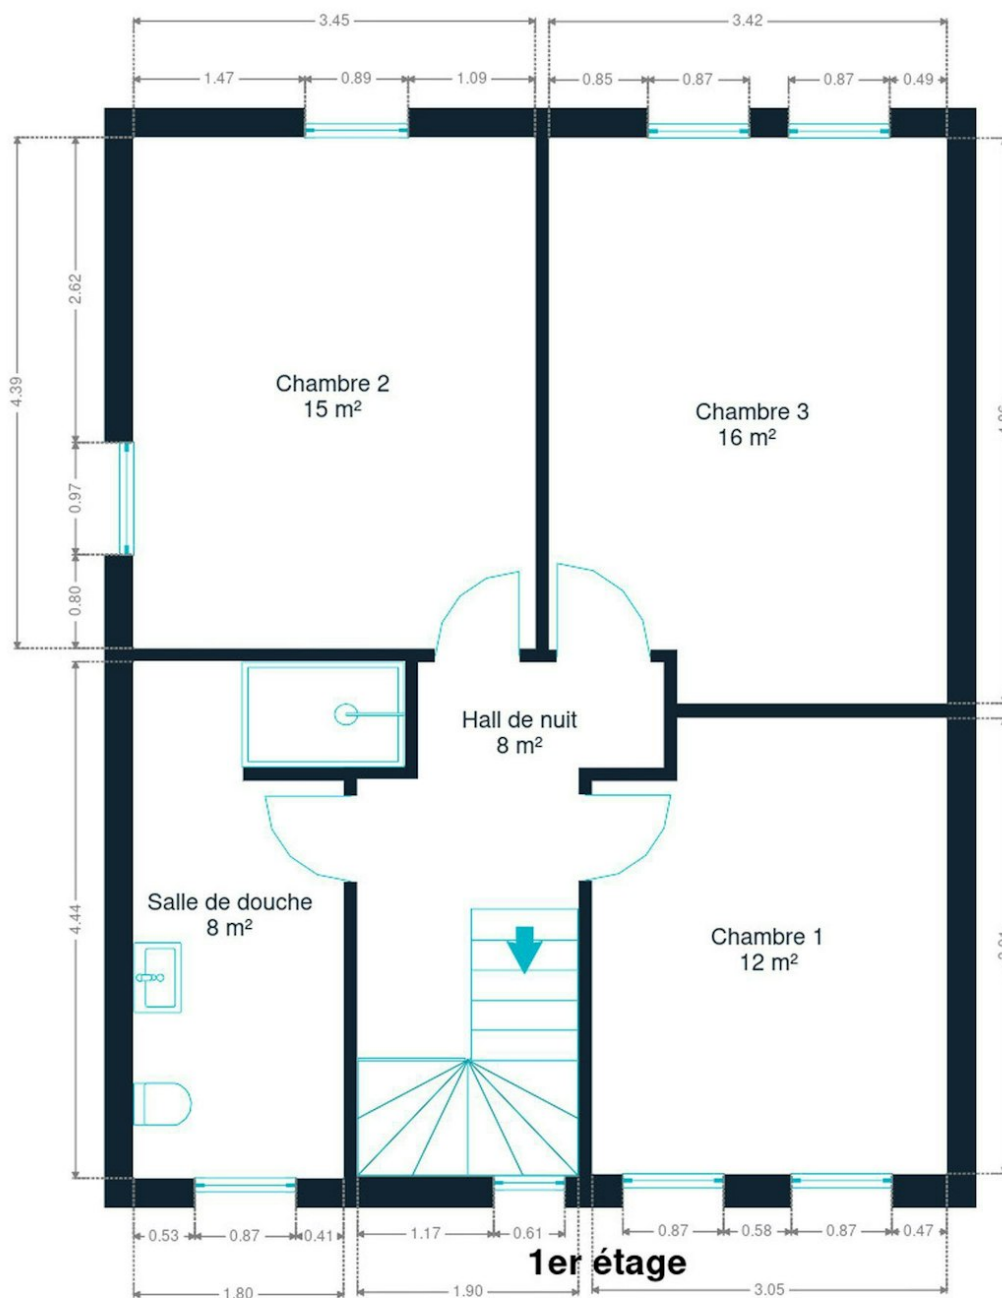 3.45
3.42
1.47
0.89
1.09
0.85
0.87
0.87
0.49
2.62
4.39
Chambre 2
15 m²
Chambre 3
16 m²
0.97
0.80
Hall de nuit
8 m²
Salle de douche
8 m²
4.44
Chambre 1
12 m²
0.53
0.87
0.41
1.17
0.61
0.87
0.58
0.87
0.47
1er étage
1.80
1.90
3.05